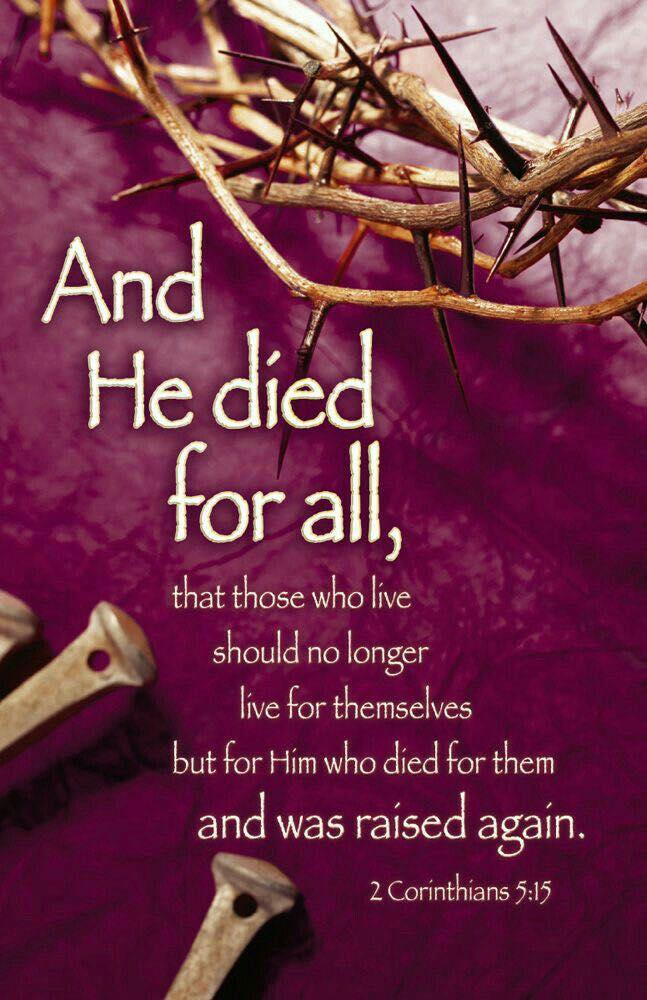 And
He died
for all,
that those who live
should no longer
live for themselves
but for Him who died for them
and was raised again.
2 Corinthians 5:15